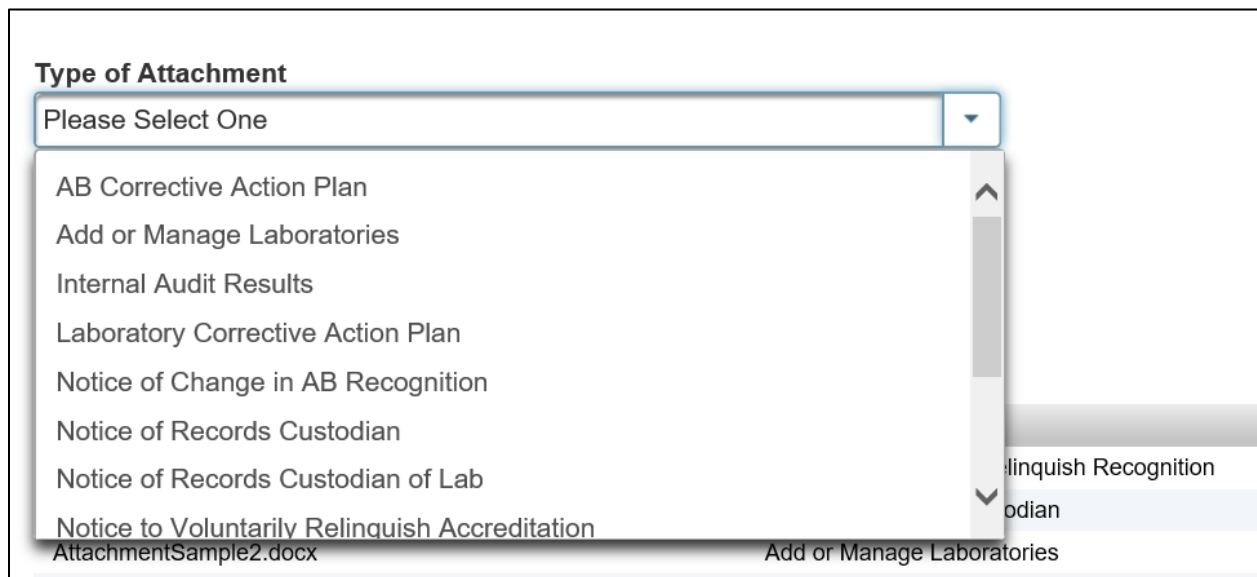 Type of Attachment
Please Select One
AB Corrective Action Plan
Add or Manage Laboratories
Internal Audit Results
Laboratory Corrective Action Plan
Notice of Change in AB Recognition
Notice of Records Custodian
Notice of Records Custodian of Lab
Recognition
Notice to Voluntarily Relinquish Accreditation
AttachmentSample2.docx Add or Manage Laboratories